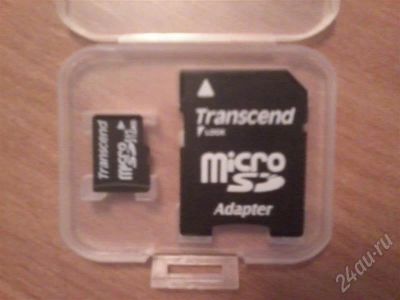 Transcend
micro
SD
Transcend
LOCK
micro
SD
Adapter
24au.ru